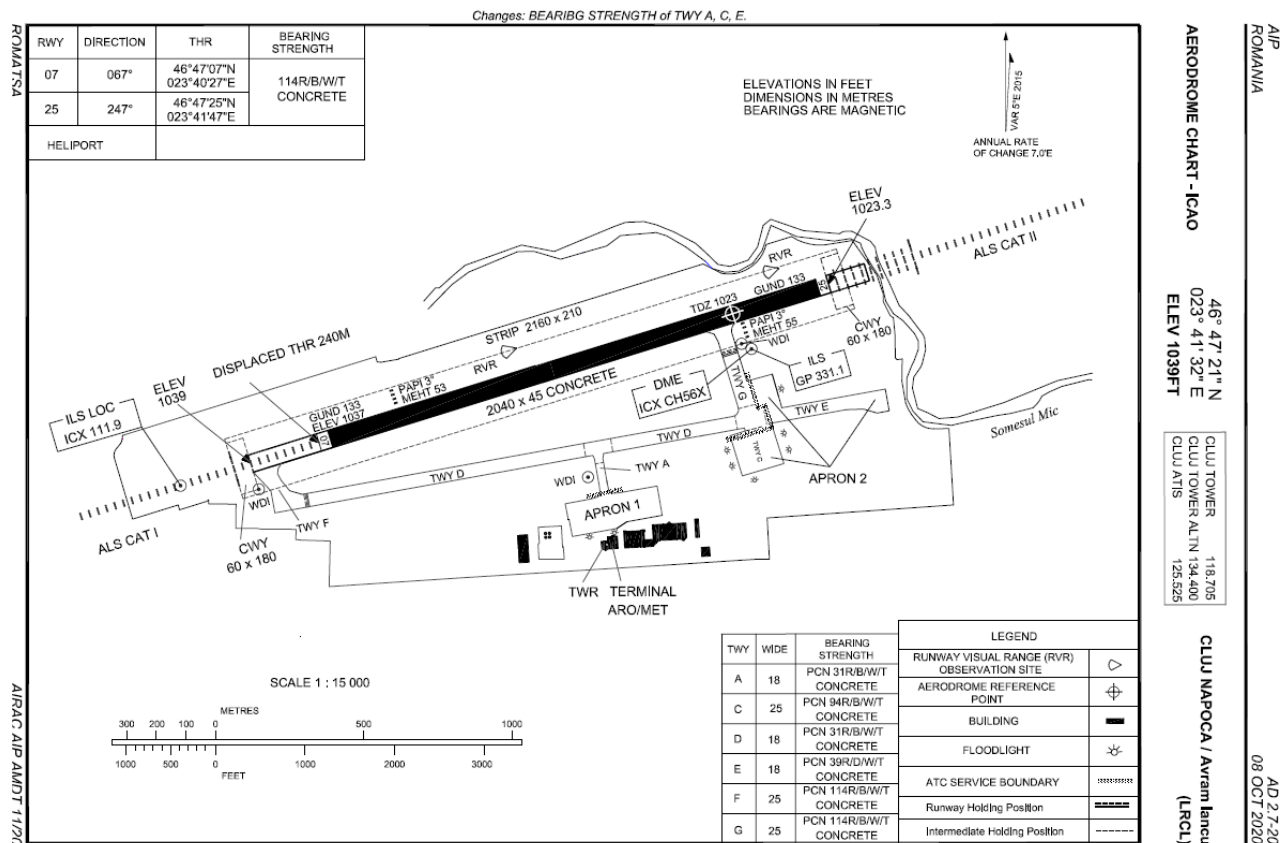 Changes: BEARIBG STRENGTH of TWY A, C, E.
AIP
ROMANIA
AERODROME CHART - ICAO
46° 47' 21" N
023° 41' 32" E
ELEV 1039FT
CLUJ TOWER 118.705
CLUJ TOWER ALTN 134.400
CLUJ ATIS 125.525
CLUJ NAPOCA / Avram Iancu
(LRCL)
AD 2.7-20
08 OCT 2020
ROMATSA
AIRAC AIP AMDT 11/20
RWY DIRECTION THR BEARING STRENGTH
07 067° 46°47'07"N 023°40'27"E 114R/B/W/T CONCRETE
25 247° 46°47'25"N 023°41'47"E
HELIPORT
ELEVATIONS IN FEET
DIMENSIONS IN METRES
BEARINGS ARE MAGNETIC
VAR 5°E 2015
ANNUAL RATE
OF CHANGE 7,0'E
ELEV
1023.3
ALS CAT II
RVR
GUND 133
TDZ 1023
25
STRIP 2160 x 210
PAPI 3°
MEHT 55
WDI
CWY
60 x 180
DISPLACED THR 240M
RVR
ILS
GP 331.1
ELEV
1039
PAPI 3°
MEHT 53
2040 x 45 CONCRETE
DME
ICX CH56X
TWY G
ILS LOC
ICX 111.9
GUND 133
ELEV 1037
07
TWY E
Somesul Mic
TWY D
TWY C
TWY D
WDI
TWY A
APRON 2
WDI
APRON 1
TWY F
ALS CAT I
CWY
60 x 180
TWR
TERMINAL
ARO/MET
SCALE 1 : 15 000
METRES
300 200 100 0 500 1000
1000 500 0 1000 2000 3000
FEET
TWY WIDE BEARING STRENGTH
A 18 PCN 31R/B/W/T CONCRETE
C 25 PCN 94R/B/W/T CONCRETE
D 18 PCN 31R/B/W/T CONCRETE
E 18 PCN 39R/D/W/T CONCRETE
F 25 PCN 114R/B/W/T CONCRETE
G 25 PCN 114R/B/W/T CONCRETE
LEGEND
RUNWAY VISUAL RANGE (RVR)
OBSERVATION SITE
AERODROME REFERENCE
POINT
BUILDING
FLOODLIGHT
ATC SERVICE BOUNDARY
Runway Holding Position
Intermediate Holding Position